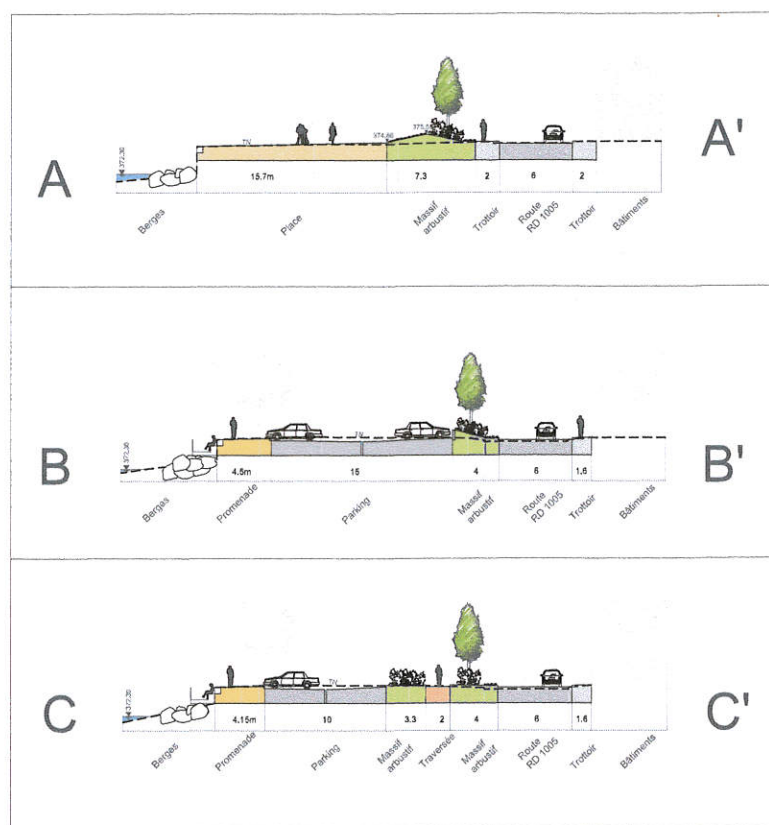 A
A'
372,30
TN
374,86
15.7m
7.3
2
6
2
Berges
Place
Massif
arbustif
Trottoir
Route
RD 1005
Trottoir
Bâtiments
B
B'
372,30
TN
4.5m
15
4
6
1.6
Berges
Promenade
Parking
Massif
arbustif
Route
RD 1005
Trottoir
Bâtiments
C
C'
372,30
TN
4.15m
10
3.3
2
4
6
1.6
Berges
Promenade
Parking
Massif
arbustif
Traversée
Massif
arbustif
Route
RD 1005
Trottoir
Bâtiments